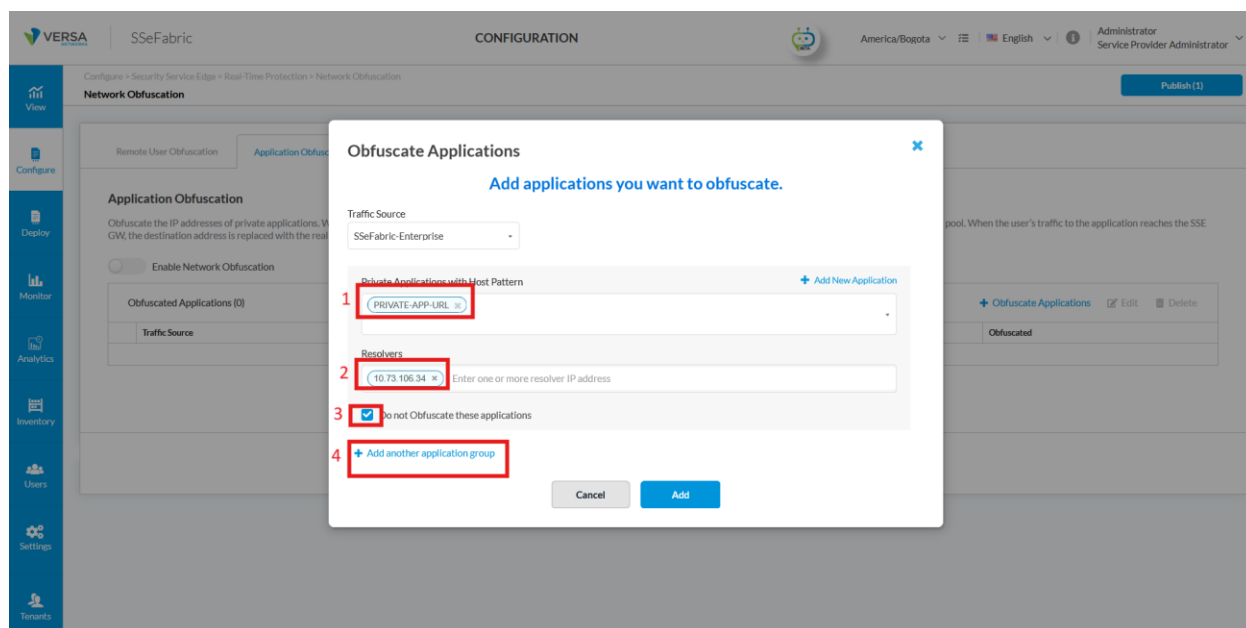 VERSA NETWORKS SSeFabric CONFIGURATION America/Bogota English Administrator
Service Provider Administrator
Configure > Security Service Edge > Real-Time Protection > Network Obfuscation
Network Obfuscation
Publish (1)
View
Configure
Deploy
Monitor
Analytics
Inventory
Users
Settings
Tenants
Remote User Obfuscation Application Obfusc
Application Obfuscation
Obfuscate the IP addresses of private applications. W
pool. When the user's traffic to the application reaches the SSE
GW, the destination address is replaced with the real
Enable Network Obfuscation
Obfuscated Applications (0)
+ Obfuscate Applications Edit Delete
Traffic Source
Obfuscated
Obfuscate Applications
Add applications you want to obfuscate.
Traffic Source
SSeFabric-Enterprise
Private Applications with Host Pattern
+ Add New Application
1 PRIVATE-APP-URL ×
Resolvers
2 10.73.106.34 × Enter one or more resolver IP address
3 Do not Obfuscate these applications
4 + Add another application group
Cancel Add